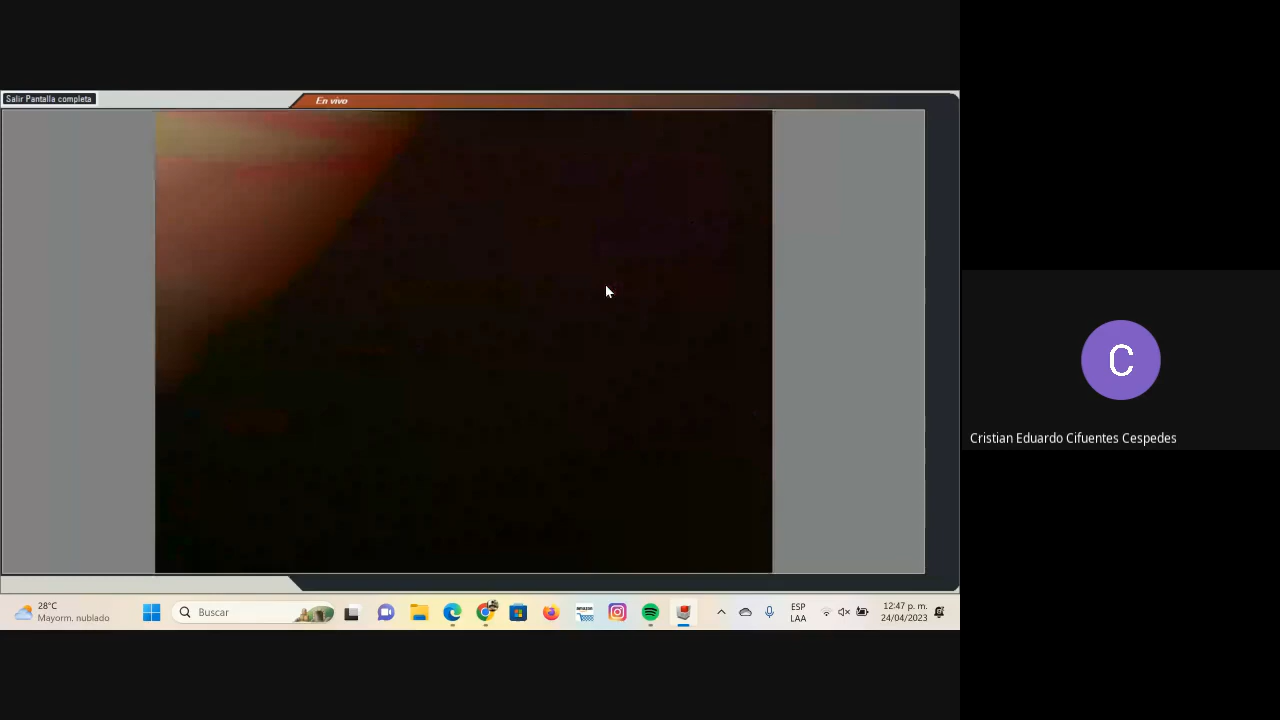 Salir Pantalla completa
En vivo
C
Cristian Eduardo Cifuentes Cespedes
28°C
Mayorm. nublado
Buscar
amazon
ESP
LAA
12:47 p. m.
24/04/2023